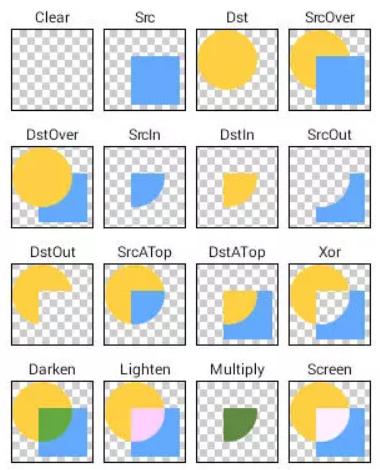 Clear Src Dst SrcOver
DstOver SrcIn DstIn SrcOut
DstOut SrcATop DstATop Xor
Darken Lighten Multiply Screen